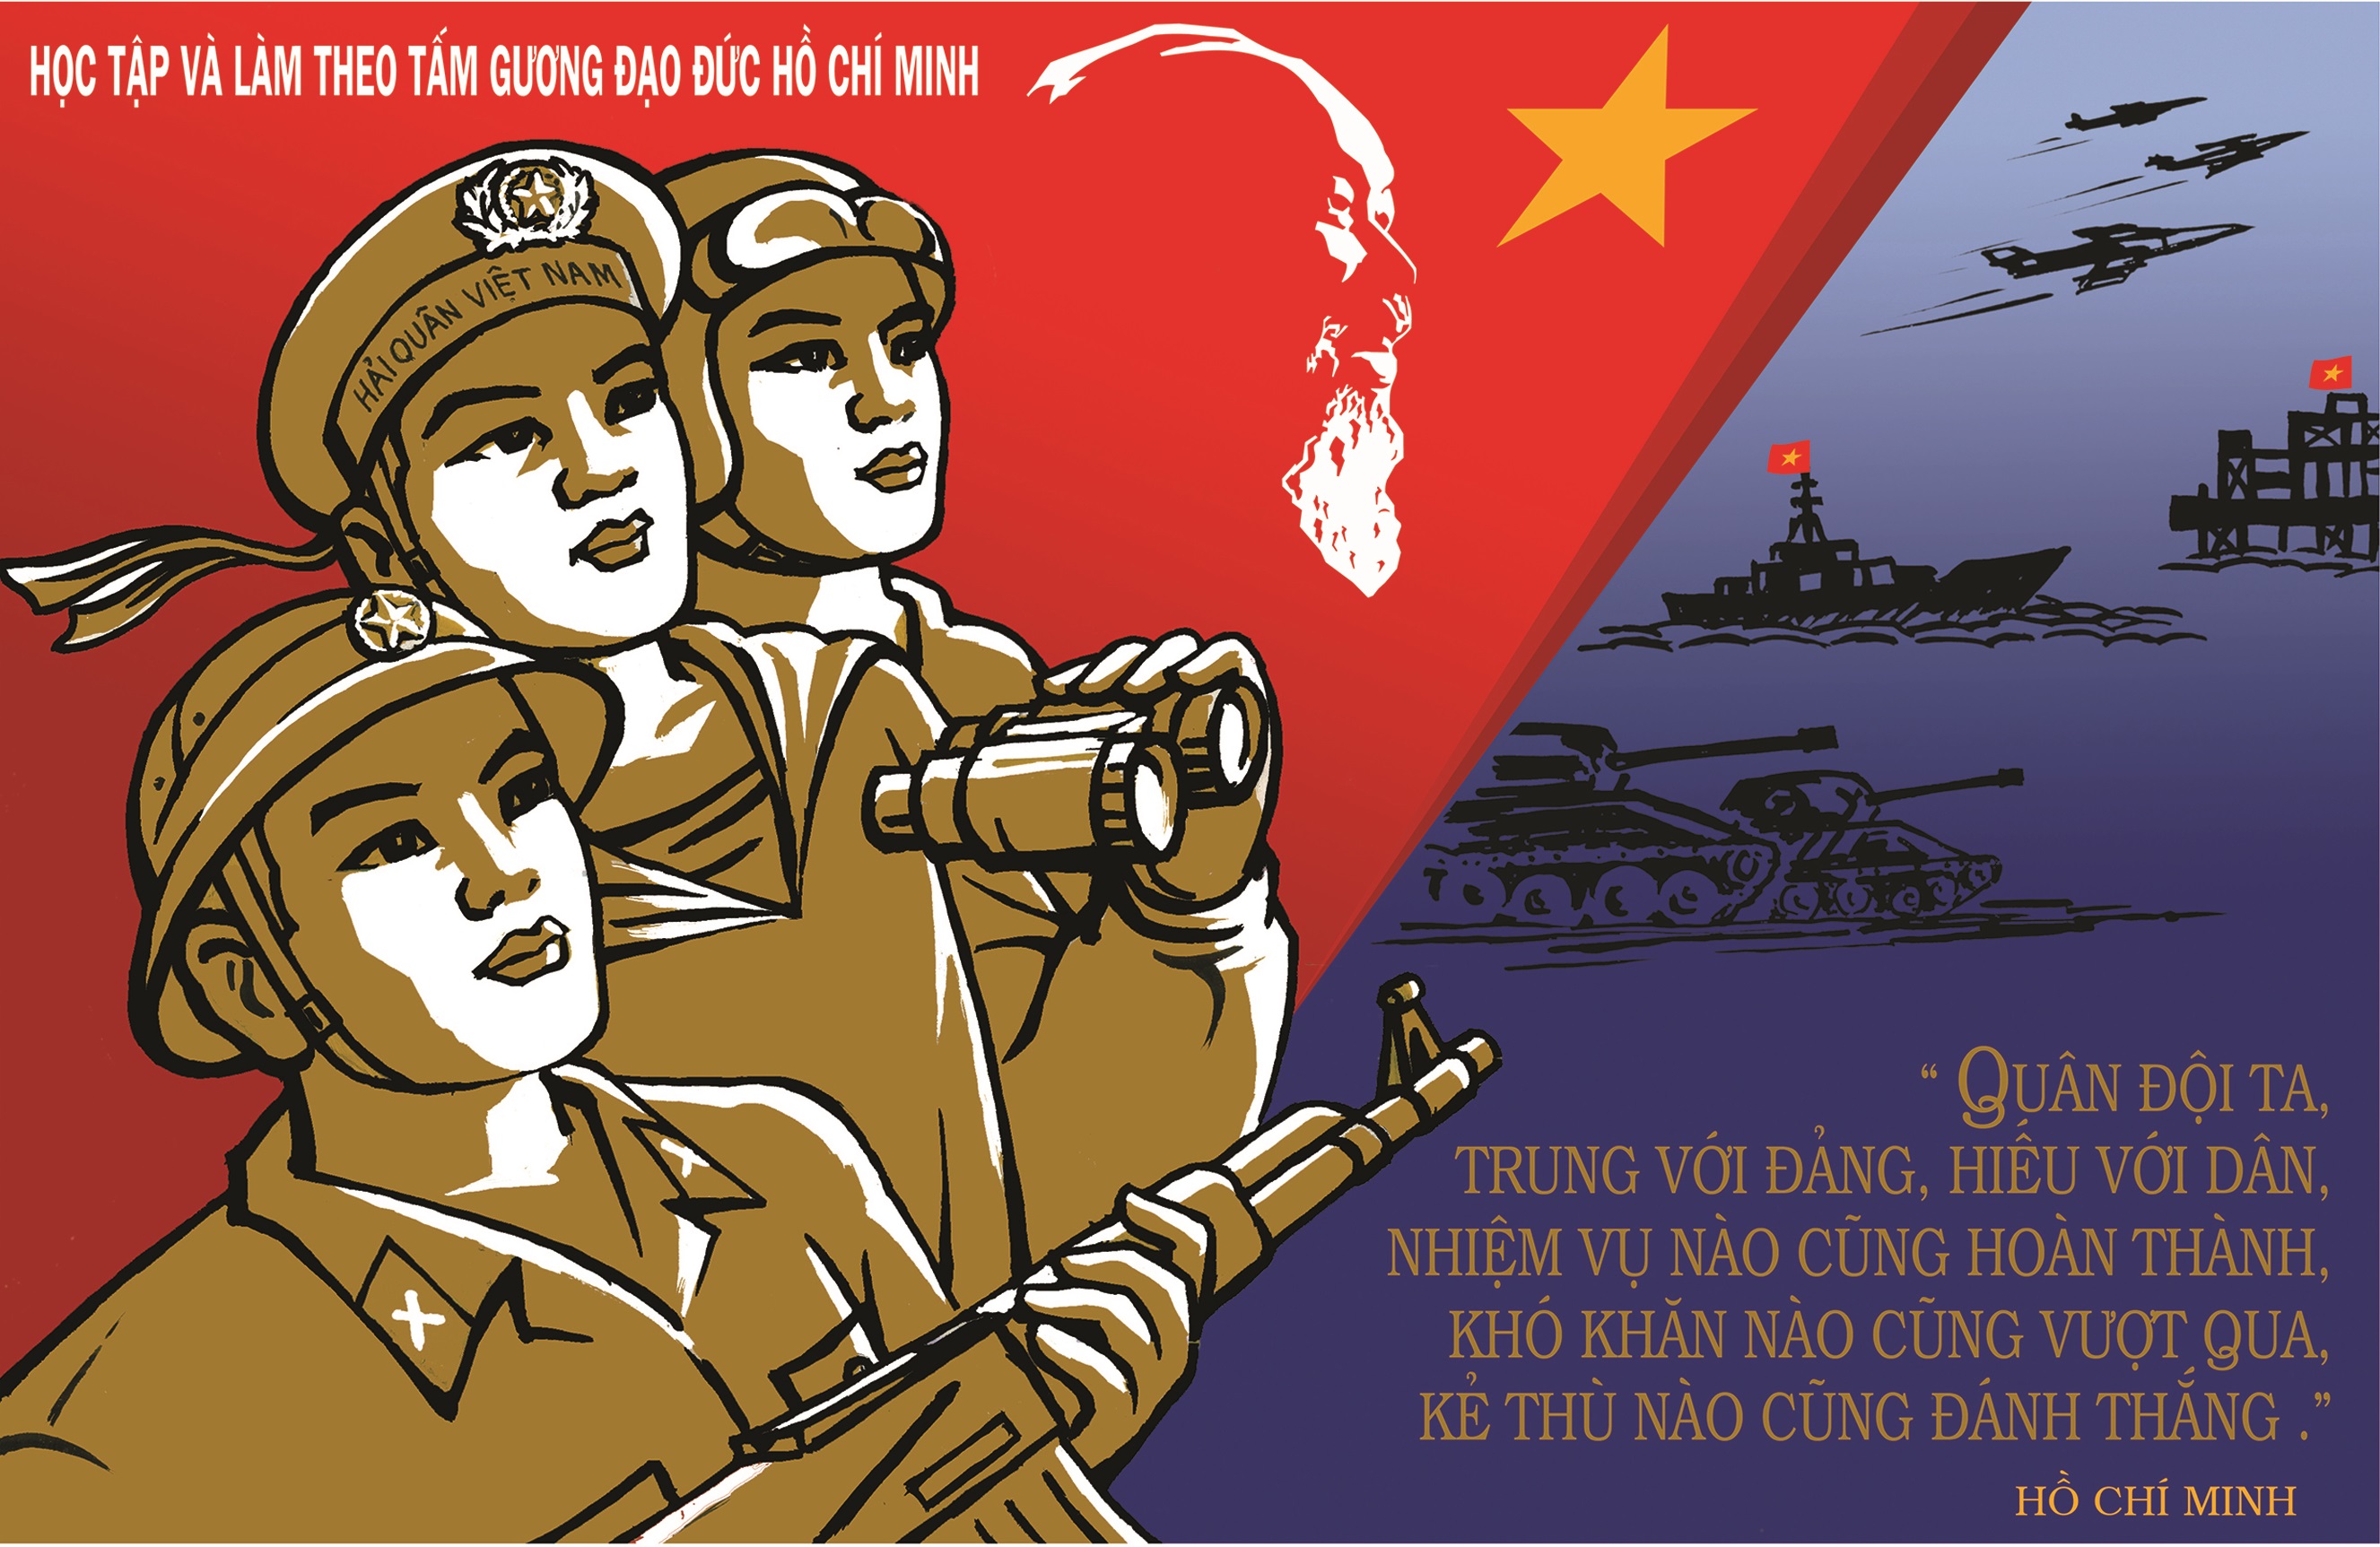 HỌC TẬP VÀ LÀM THEO TẤM GƯƠNG ĐẠO ĐỨC HỒ CHÍ MINH
HẢI QUÂN VIỆT NAM
“ QUÂN ĐỘI TA,
TRUNG VỚI ĐẢNG, HIẾU VỚI DÂN,
NHIỆM VỤ NÀO CŨNG HOÀN THÀNH,
KHÓ KHĂN NÀO CŨNG VƯỢT QUA,
KẺ THÙ NÀO CŨNG ĐÁNH THẮNG .”
HỒ CHÍ MINH